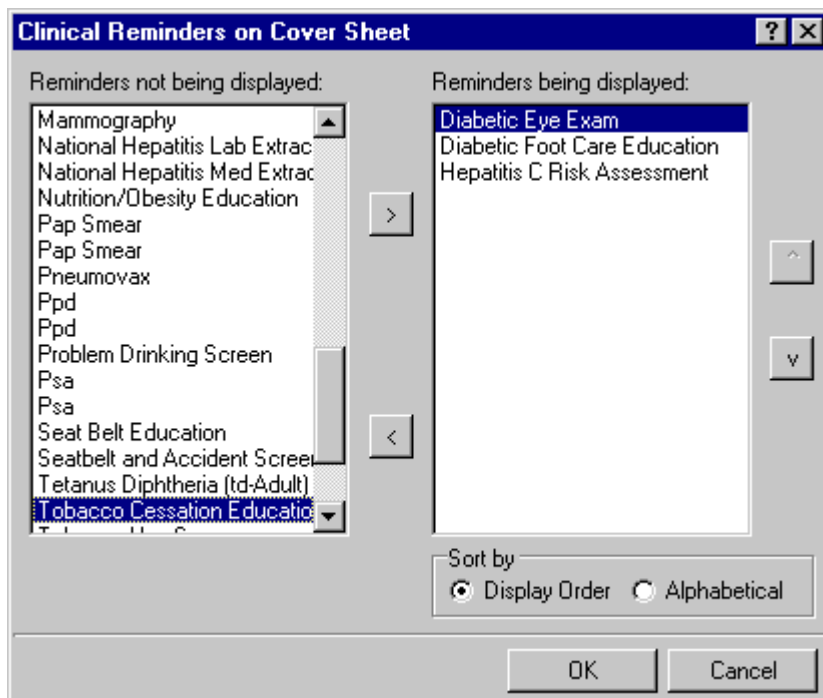 Clinical Reminders on Cover Sheet
Reminders not being displayed:
Mammography
National Hepatitis Lab Extrac
National Hepatitis Med Extrac
Nutrition/Obesity Education
Pap Smear
Pap Smear
Pneumovax
Ppd
Ppd
Problem Drinking Screen
Psa
Psa
Seat Belt Education
Seatbelt and Accident Screen
Tetanus Diphtheria (td-Adult)
Tobacco Cessation Educatio
>
<
Reminders being displayed:
Diabetic Eye Exam
Diabetic Foot Care Education
Hepatitis C Risk Assessment
^
v
Sort by
Display Order
Alphabetical
OK
Cancel